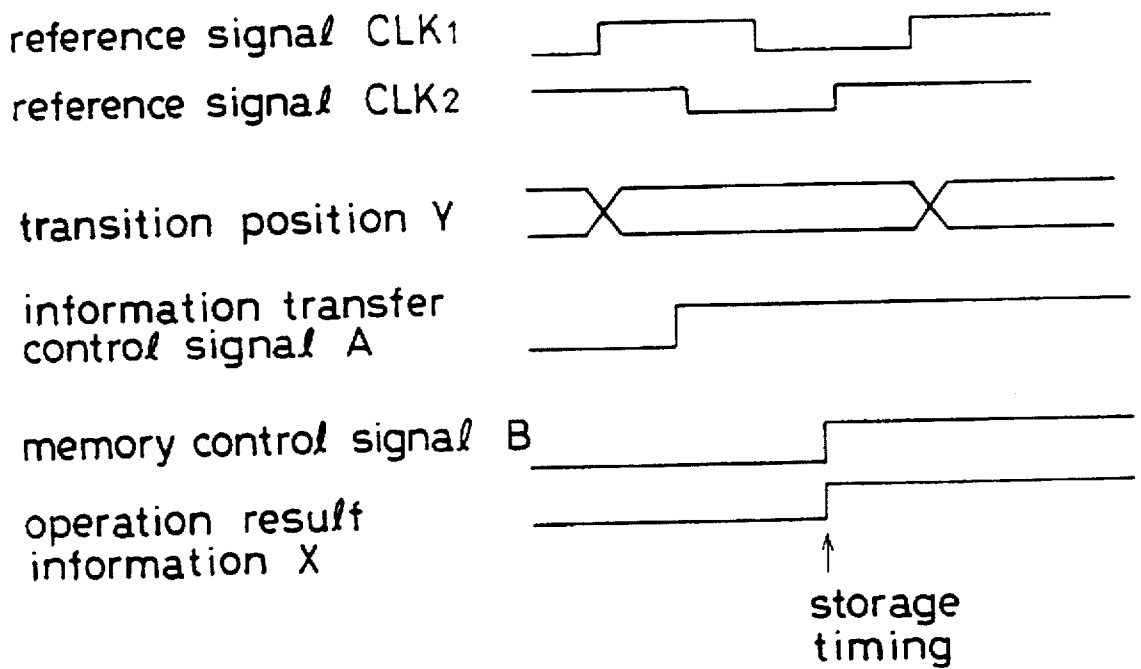 reference signal CLK1
reference signal CLK2
transition position Y
information transfer
control signal A
memory control signal B
operation result
information X
storage
timing